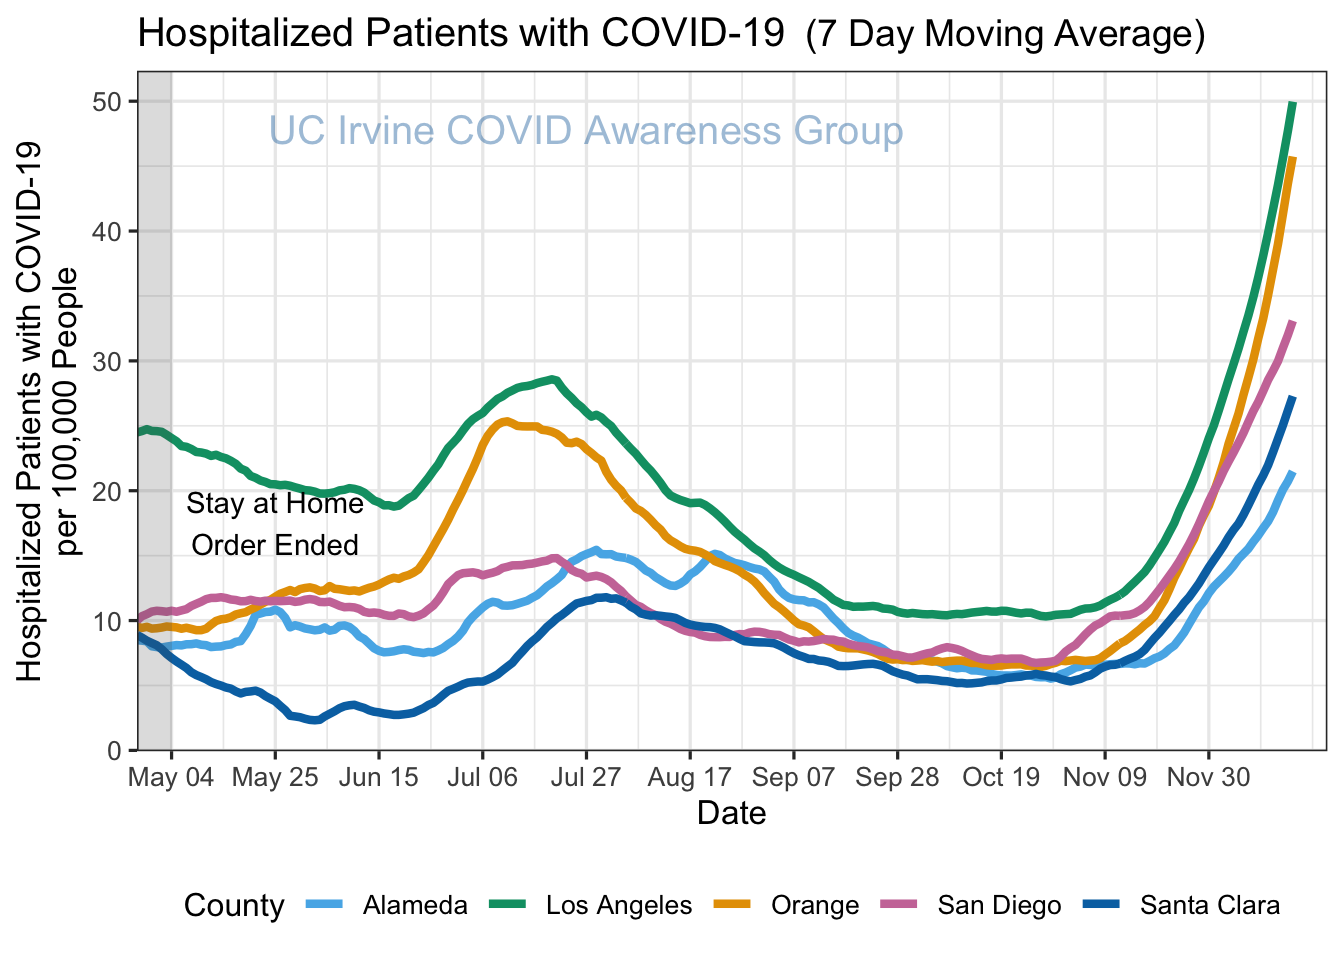 Hospitalized Patients with COVID-19 (7 Day Moving Average)
UC Irvine COVID Awareness Group
Hospitalized Patients with COVID-19
per 100,000 People
50
40
30
20
10
0
Stay at Home
Order Ended
May 04 May 25 Jun 15 Jul 06 Jul 27 Aug 17 Sep 07 Sep 28 Oct 19 Nov 09 Nov 30
Date
County Alameda Los Angeles Orange San Diego Santa Clara